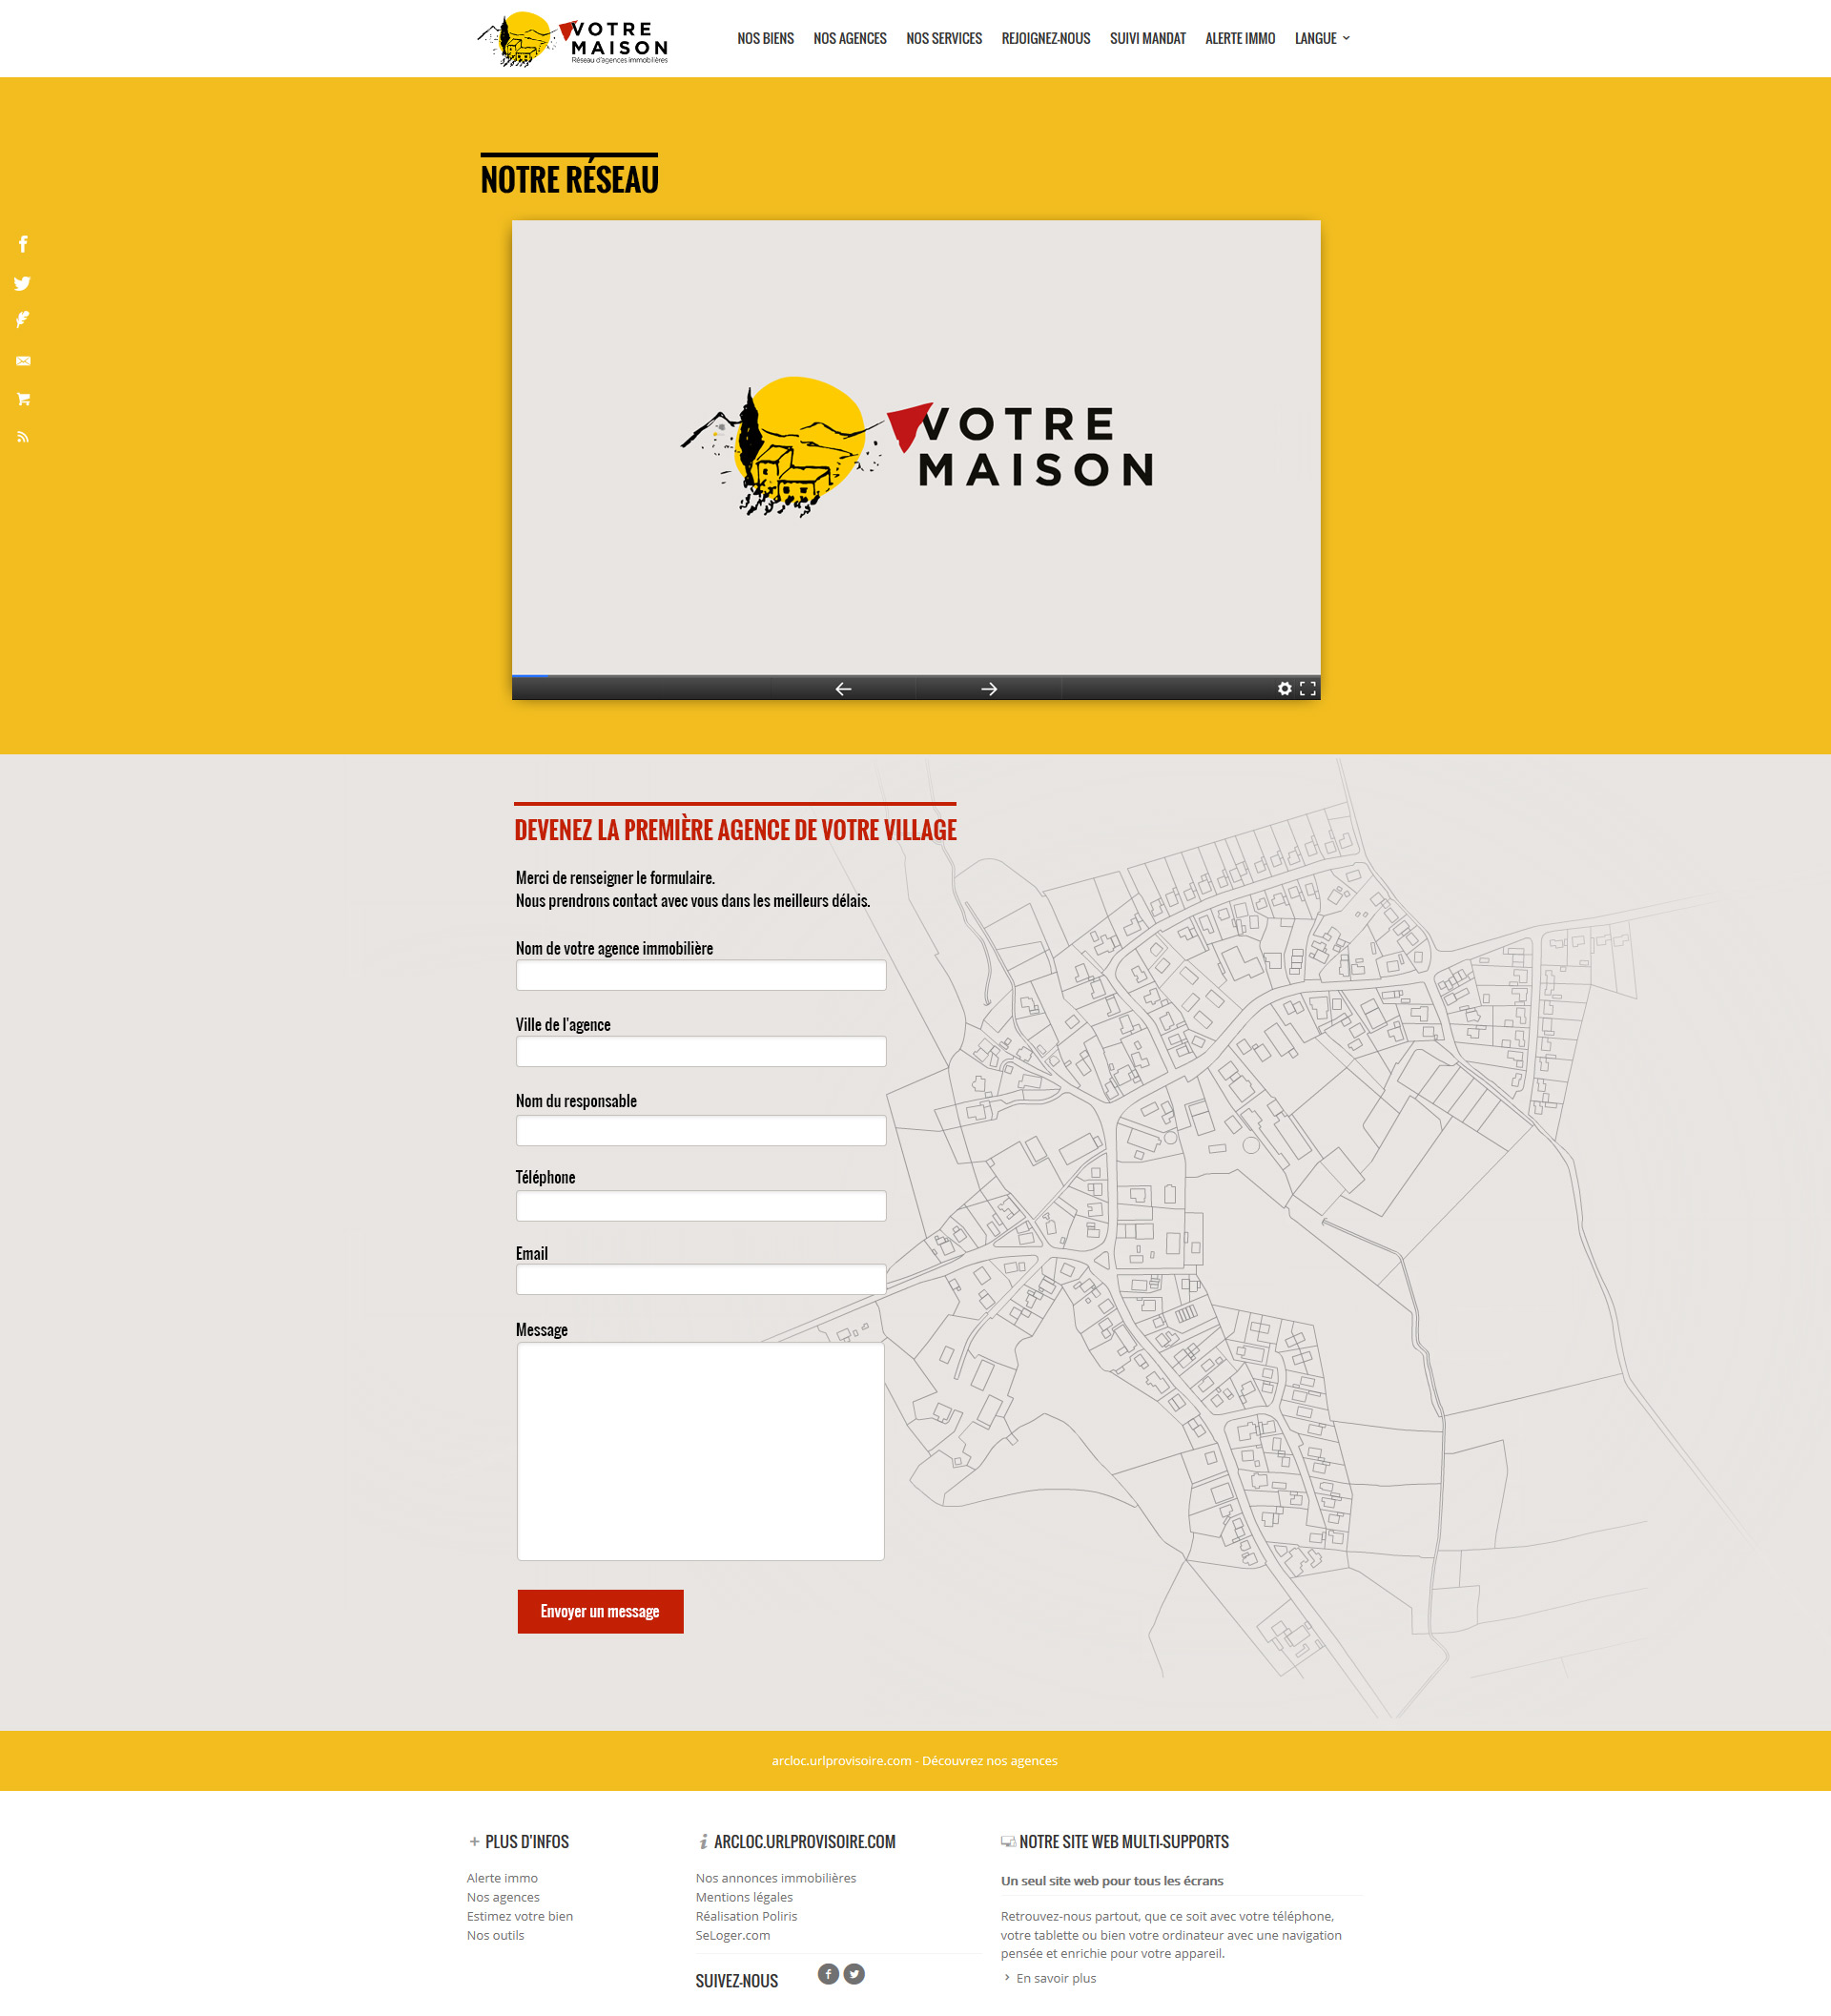 VOTRE
MAISON
Réseau d'agences immobilières
NOS BIENS NOS AGENCES NOS SERVICES REJOIGNEZ-NOUS SUIVI MANDAT ALERTE IMMO LANGUE
NOTRE RÉSEAU
VOTRE
MAISON
DEVENEZ LA PREMIÈRE AGENCE DE VOTRE VILLAGE
Merci de renseigner le formulaire.
Nous prendrons contact avec vous dans les meilleurs délais.
Nom de votre agence immobilière
Ville de l'agence
Nom du responsable
Téléphone
Email
Message
Envoyer un message
arcloc.urlprovisoire.com - Découvrez nos agences
PLUS D'INFOS
Alerte immo
Nos agences
Estimez votre bien
Nos outils
ARCLOC.URLPROVISOIRE.COM
Nos annonces immobilières
Mentions légales
Réalisation Poliris
SeLoger.com
SUIVEZ-NOUS
NOTRE SITE WEB MULTI-SUPPORTS
Un seul site web pour tous les écrans
Retrouvez-nous partout, que ce soit avec votre téléphone,
votre tablette ou bien votre ordinateur avec une navigation
pensée et enrichie pour votre appareil.
En savoir plus